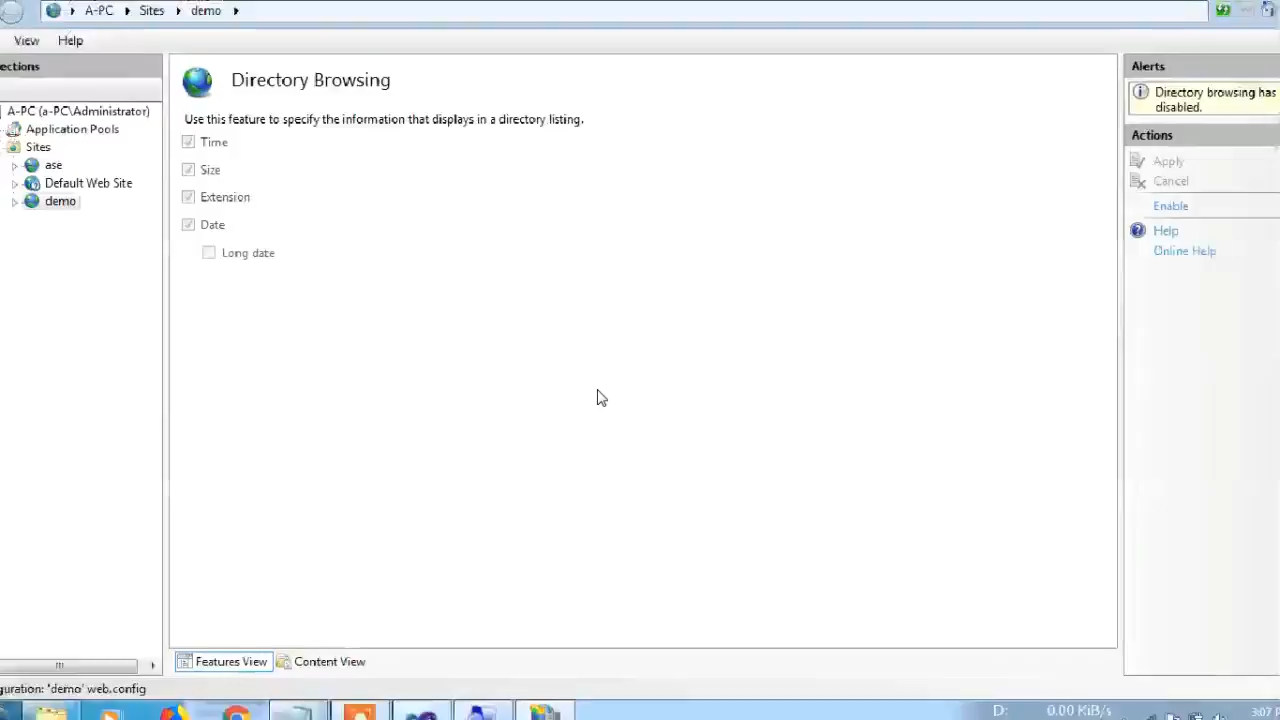 A-PC Sites demo
View Help
ections
A-PC (a-PC\Administrator)
Application Pools
Sites
ase
Default Web Site
demo
Directory Browsing
Use this feature to specify the information that displays in a directory listing.
Time
Size
Extension
Date
Long date
Features View Content View
Alerts
Directory browsing has
disabled.
Actions
Apply
Cancel
Enable
Help
Online Help
guration: 'demo' web.config
D: 0.00 KiB/s 3:07